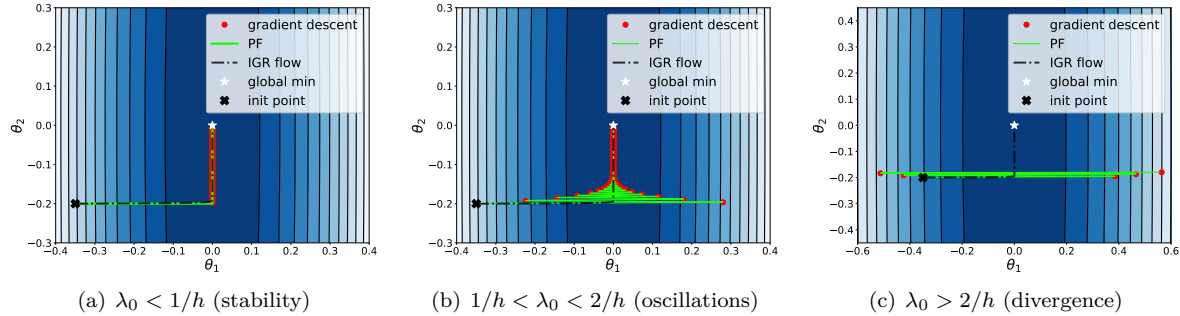 0.3
0.2
0.1
0.0
−0.1
−0.2
−0.3
θ2
−0.4 −0.3 −0.2 −0.1 0.0 0.1 0.2 0.3 0.4
θ1
gradient descent
PF
IGR flow
global min
init point
(a) λ0 < 1/h (stability)
0.3
0.2
0.1
0.0
−0.1
−0.2
−0.3
θ2
−0.4 −0.3 −0.2 −0.1 0.0 0.1 0.2 0.3 0.4
θ1
gradient descent
PF
IGR flow
global min
init point
(b) 1/h < λ0 < 2/h (oscillations)
0.4
0.3
0.2
0.1
0.0
−0.1
−0.2
−0.3
−0.4
θ2
−0.6 −0.4 −0.2 0.0 0.2 0.4 0.6
θ1
gradient descent
PF
IGR flow
global min
init point
(c) λ0 > 2/h (divergence)